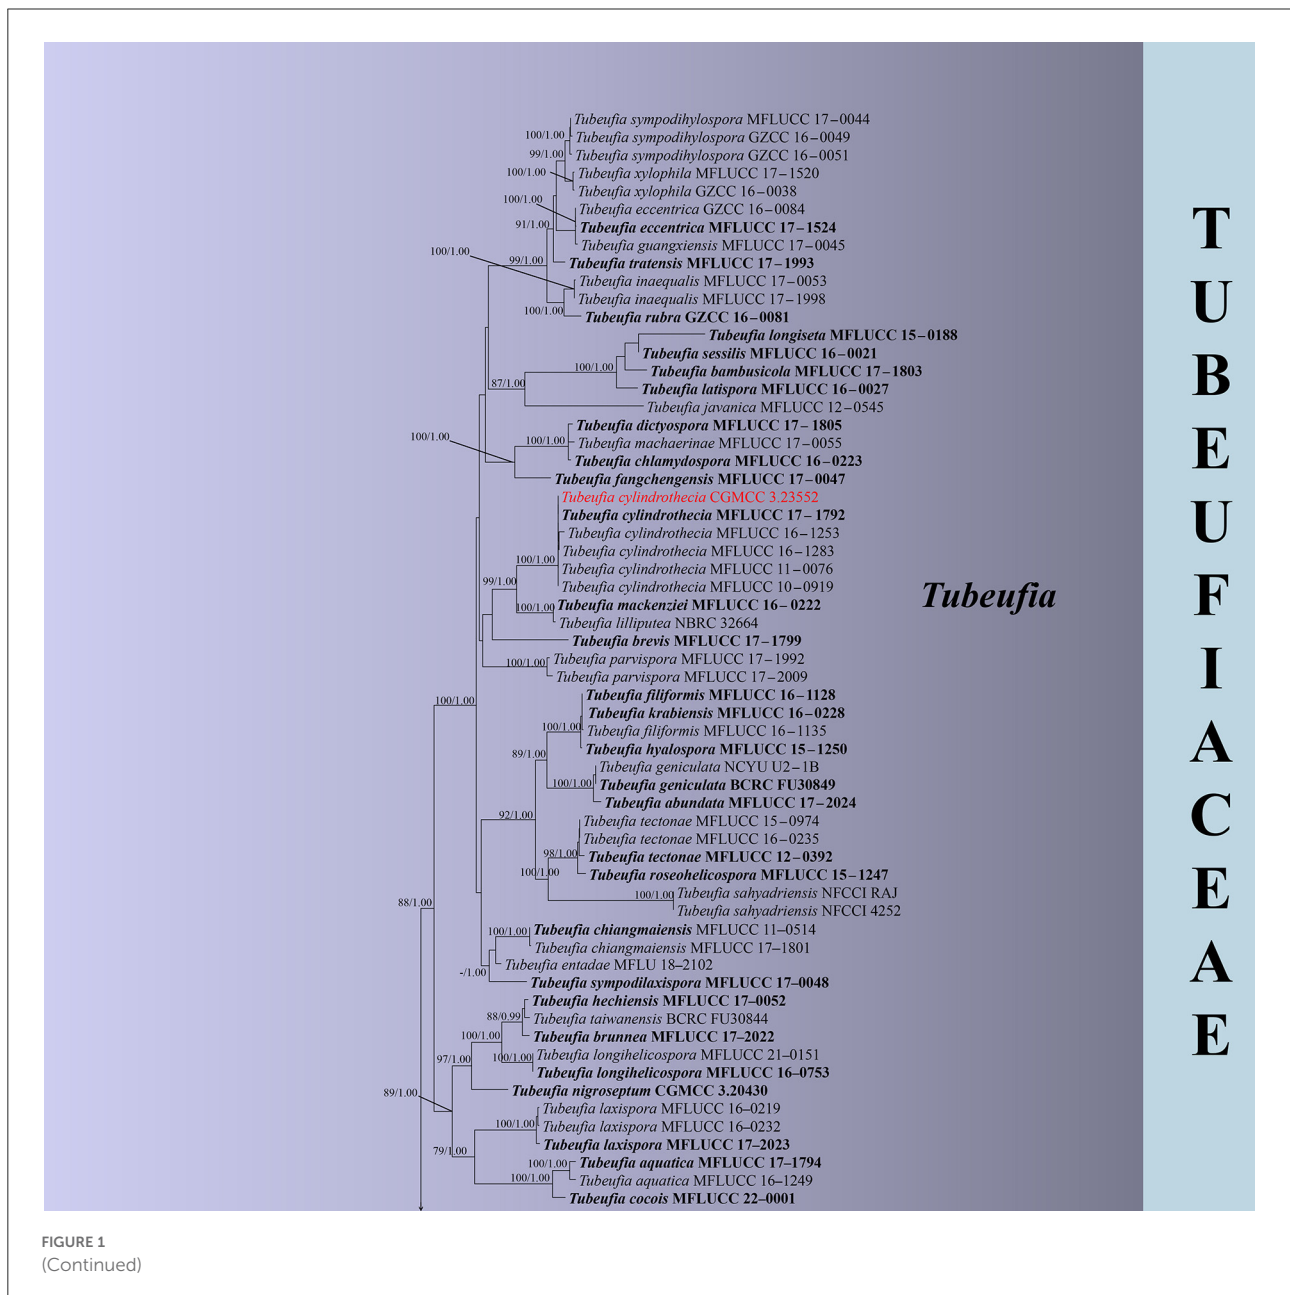 Tubeufia sympodihylospora MFLUCC 17–0044
100/1.00
Tubeufia sympodihylospora GZCC 16–0049
99/1.00
Tubeufia sympodihylospora GZCC 16–0051
100/1.00
Tubeufia xylophila MFLUCC 17–1520
Tubeufia xylophila GZCC 16–0038
100/1.00
Tubeufia eccentrica GZCC 16–0084
91/1.00
Tubeufia eccentrica MFLUCC 17–1524
Tubeufia guangxiensis MFLUCC 17–0045
100/1.00
99/1.00
Tubeufia tratensis MFLUCC 17–1993
Tubeufia inaequalis MFLUCC 17–0053
Tubeufia inaequalis MFLUCC 17–1998
100/1.00
Tubeufia rubra GZCC 16–0081
Tubeufia longiseta MFLUCC 15–0188
Tubeufia sessilis MFLUCC 16–0021
100/1.00
Tubeufia bambusicola MFLUCC 17–1803
87/1.00
Tubeufia latispora MFLUCC 16–0027
Tubeufia javanica MFLUCC 12–0545
Tubeufia dictyospora MFLUCC 17–1805
100/1.00
100/1.00
Tubeufia machaerinae MFLUCC 17–0055
Tubeufia chlamydospora MFLUCC 16–0223
Tubeufia fangchengensis MFLUCC 17–0047
Tubeufia cylindrothecia CGMCC 3.23552
Tubeufia cylindrothecia MFLUCC 17–1792
Tubeufia cylindrothecia MFLUCC 16–1253
Tubeufia cylindrothecia MFLUCC 16–1283
100/1.00
Tubeufia cylindrothecia MFLUCC 11–0076
99/1.00
Tubeufia cylindrothecia MFLUCC 10–0919
100/1.00
Tubeufia mackenziei MFLUCC 16–0222
Tubeufia lilliputea NBRC 32664
Tubeufia brevis MFLUCC 17–1799
Tubeufia parvispora MFLUCC 17–1992
100/1.00
Tubeufia parvispora MFLUCC 17–2009
Tubeufia filiformis MFLUCC 16–1128
100/1.00
Tubeufia krabiensis MFLUCC 16–0228
100/1.00
Tubeufia filiformis MFLUCC 16–1135
89/1.00
Tubeufia hyalospora MFLUCC 15–1250
Tubeufia geniculata NCYU U2–1B
100/1.00
Tubeufia geniculata BCRC FU30849
Tubeufia abundata MFLUCC 17–2024
92/1.00
Tubeufia tectonae MFLUCC 15–0974
Tubeufia tectonae MFLUCC 16–0235
98/1.00
Tubeufia tectonae MFLUCC 12–0392
100/1.00
Tubeufia roseohelicospora MFLUCC 15–1247
100/1.00
Tubeufia sahyadriensis NFCCI RAJ
88/1.00
Tubeufia sahyadriensis NFCCI 4252
100/1.00
Tubeufia chiangmaiensis MFLUCC 11–0514
Tubeufia chiangmaiensis MFLUCC 17–1801
Tubeufia entadae MFLU 18–2102
-/1.00
Tubeufia sympodilaxispora MFLUCC 17–0048
Tubeufia hechiensis MFLUCC 17–0052
88/0.99
Tubeufia taiwanensis BCRC FU30844
100/1.00
Tubeufia brunnea MFLUCC 17–2022
97/1.00
100/1.00
Tubeufia longihelicospora MFLUCC 21–0151
Tubeufia longihelicospora MFLUCC 16–0753
89/1.00
Tubeufia nigroseptum CGMCC 3.20430
Tubeufia laxispora MFLUCC 16–0219
100/1.00
Tubeufia laxispora MFLUCC 16–0232
79/1.00
Tubeufia laxispora MFLUCC 17–2023
100/1.00
Tubeufia aquatica MFLUCC 17–1794
100/1.00
Tubeufia aquatica MFLUCC 16–1249
Tubeufia cocois MFLUCC 22–0001
Tubeufia
TUBEUFIACEAE
FIGURE 1
(Continued)